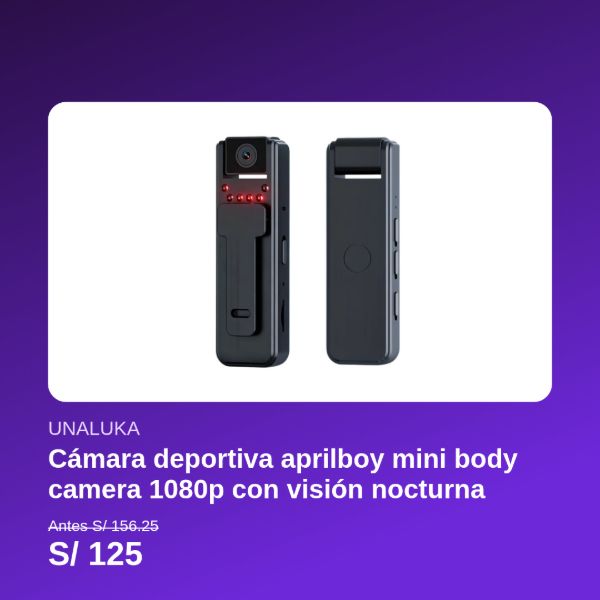 UNALUKA
Cámara deportiva aprilboy mini body
camera 1080p con visión nocturna
Antes S/ 156.25
S/ 125